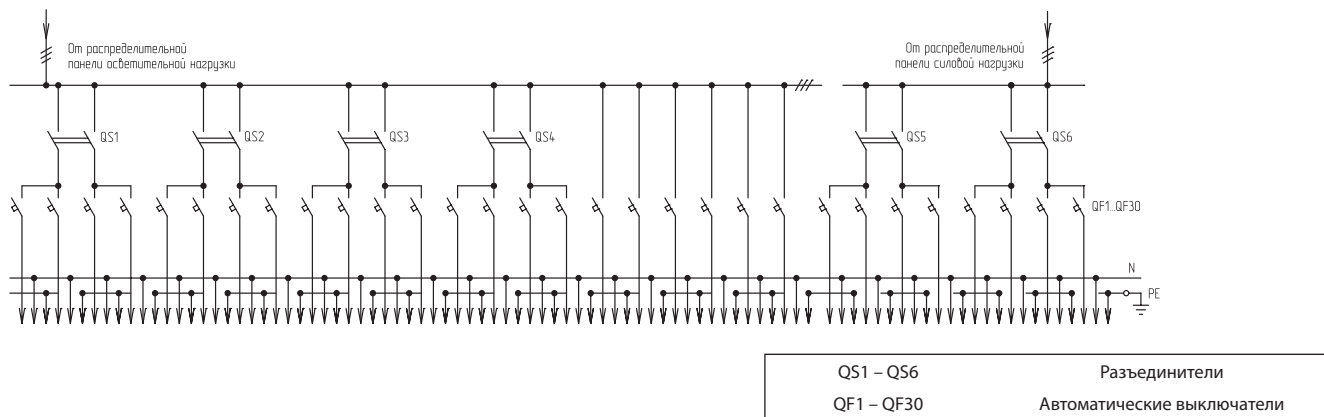 От распределительной
панели осветительной нагрузки
От распределительной
панели силовой нагрузки
QS1
QS2
QS3
QS4
QS5
QS6
QF1..QF30
N
PE
QS1 – QS6 Разъединители
QF1 – QF30 Автоматические выключатели